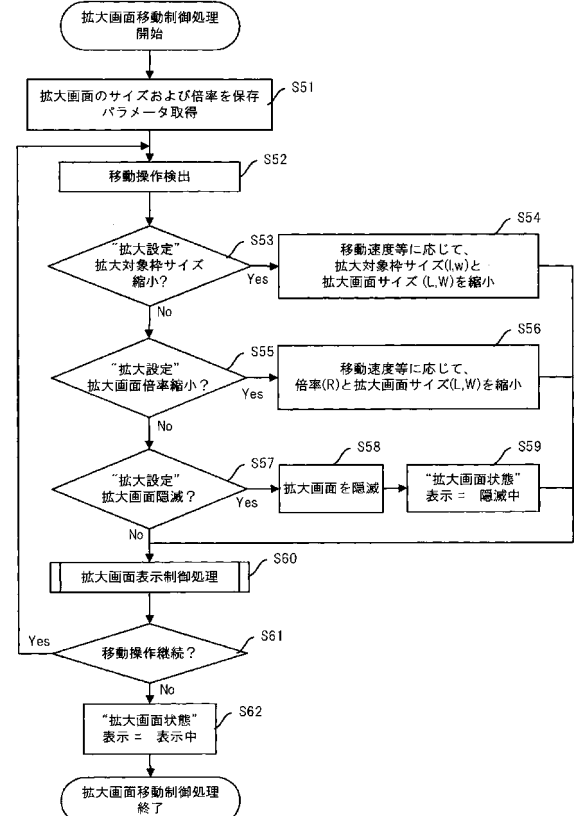 拡大画面移動制御処理
開始
S51
拡大画面のサイズおよび倍率を保存
パラメータ取得
S52
移動操作検出
S53
“拡大設定”
拡大対象枠サイズ
縮小?
Yes
No
S54
移動速度等に応じて、
拡大対象枠サイズ(l,w)と
拡大画面サイズ (L,W)を縮小
S55
“拡大設定”
拡大画面倍率縮小?
Yes
No
S56
移動速度等に応じて、
倍率(R)と拡大画面サイズ(L,W)を縮小
S57
“拡大設定”
拡大画面隠滅?
Yes
No
S58
拡大画面を隠滅
S59
“拡大画面状態”
表示 = 隠滅中
S60
拡大画面表示制御処理
S61
移動操作継続?
Yes
No
S62
“拡大画面状態”
表示 = 表示中
拡大画面移動制御処理
終了